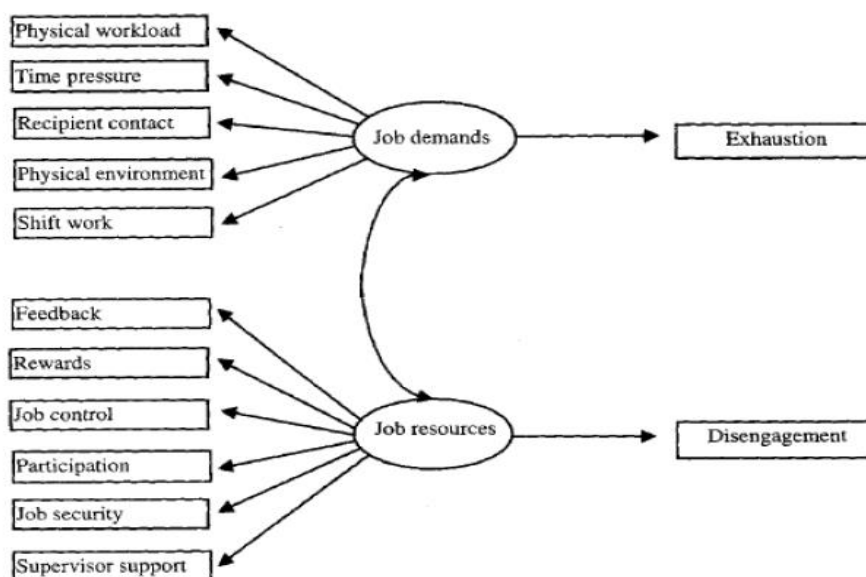 Physical workload
Time pressure
Recipient contact
Physical environment
Shift work
Job demands
Exhaustion
Feedback
Rewards
Job control
Participation
Job security
Supervisor support
Job resources
Disengagement